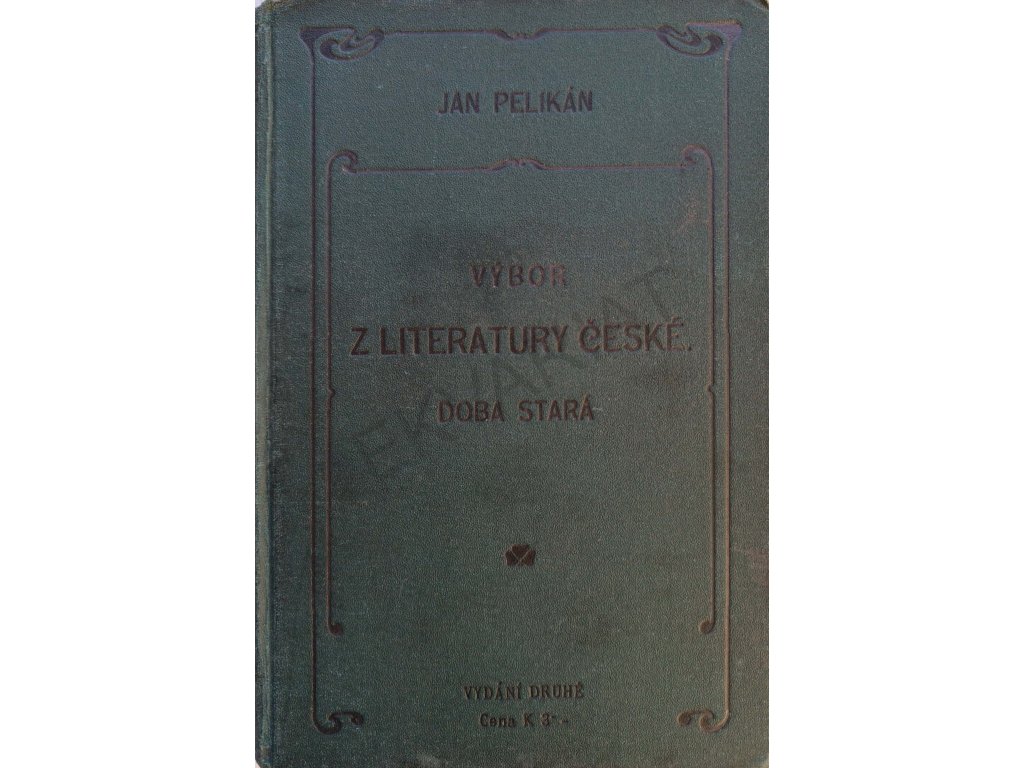 JAN PELIKÁN
VÝBOR
Z LITERATURY ČESKÉ.
DOBA STARÁ
VYDÁNÍ DRUHÉ
Cena K 3·-